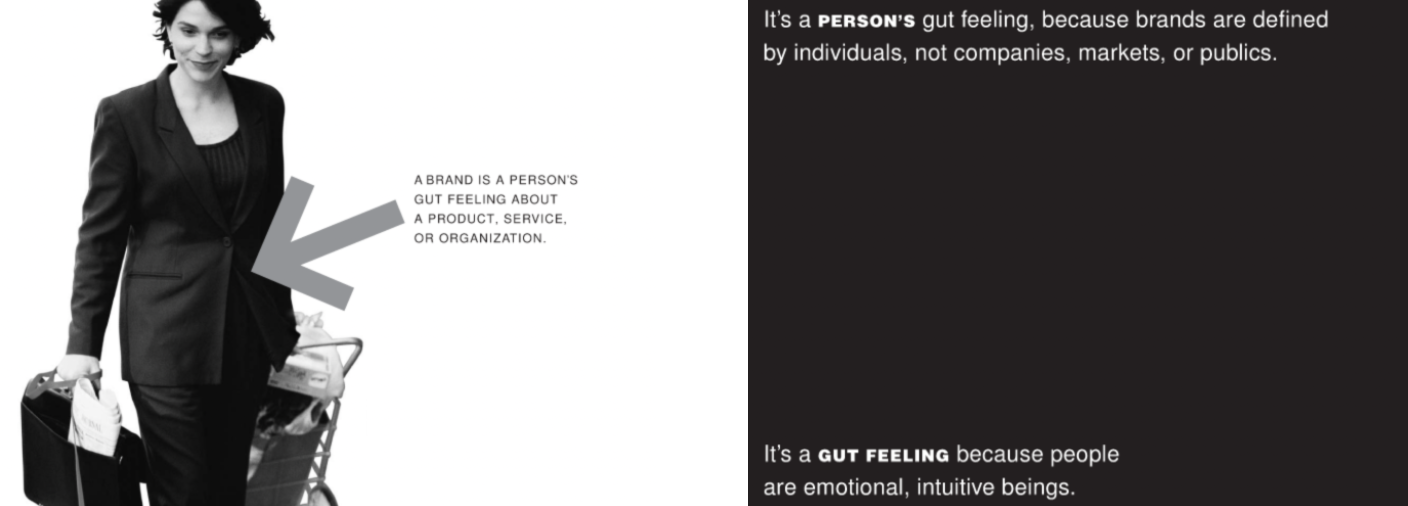 A BRAND IS A PERSON'S
GUT FEELING ABOUT
A PRODUCT, SERVICE,
OR ORGANIZATION.
It's a PERSON'S gut feeling, because brands are defined
by individuals, not companies, markets, or publics.
It's a GUT FEELING because people
are emotional, intuitive beings.